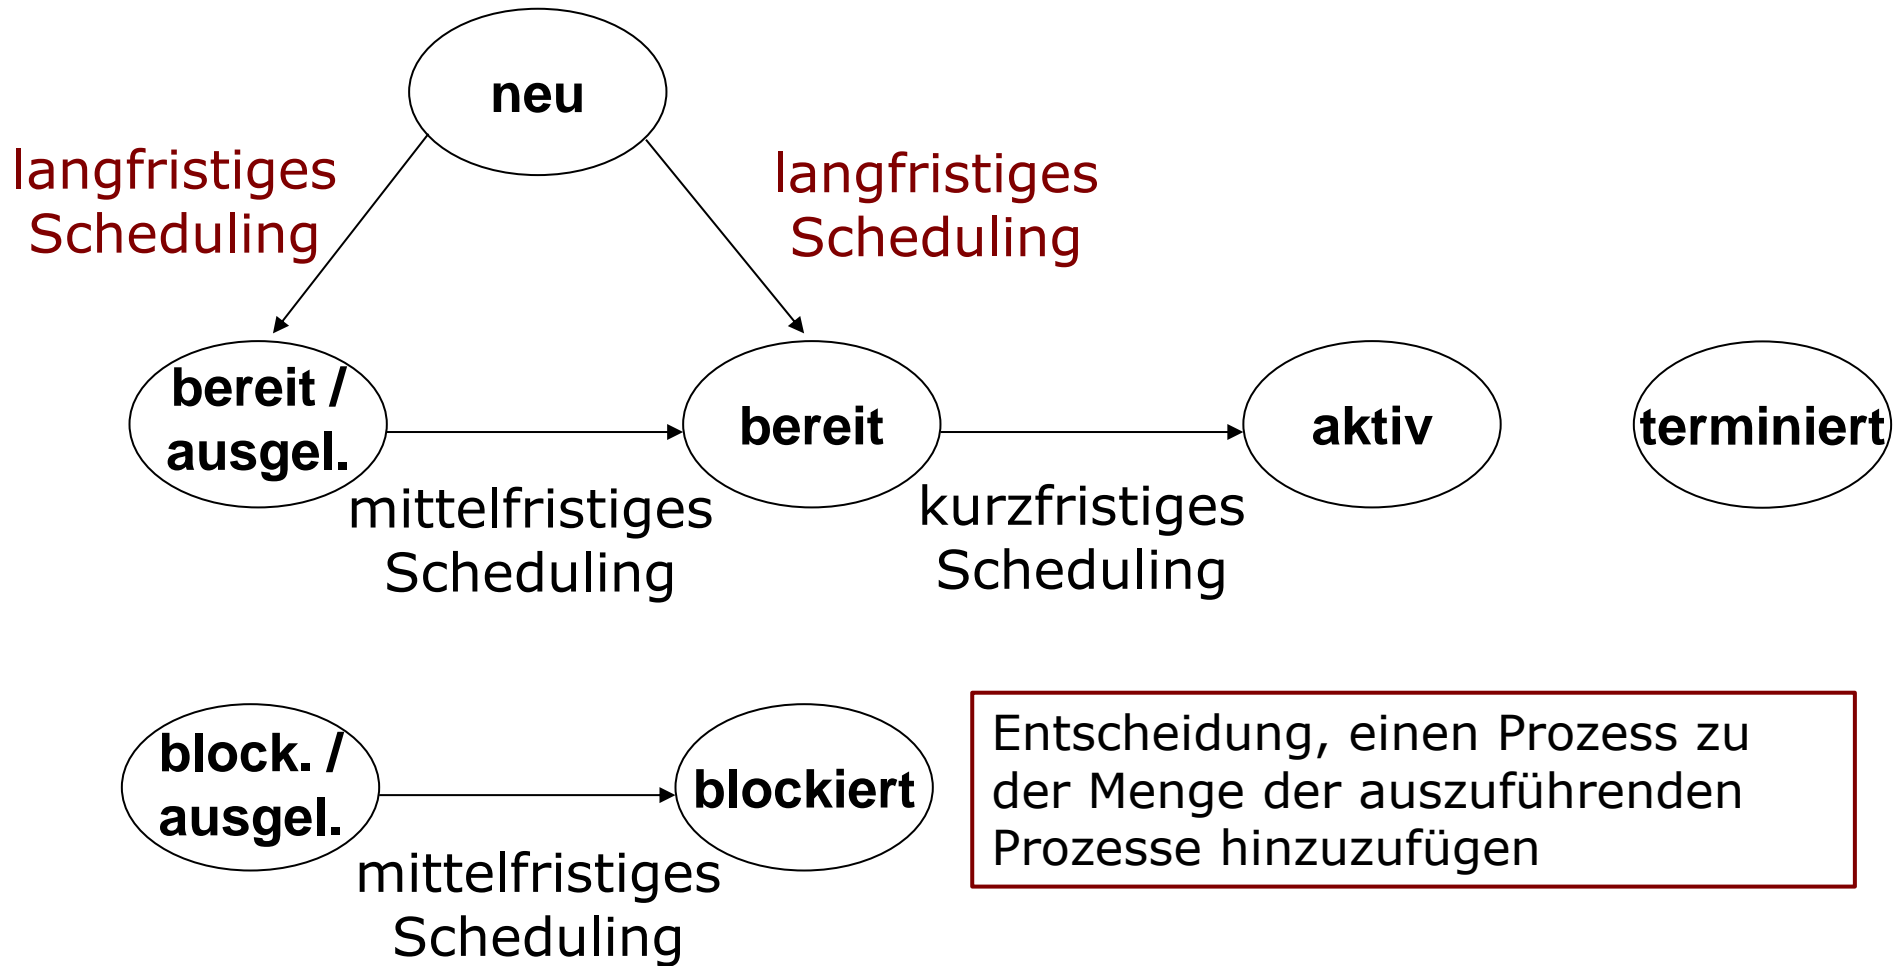 neu
langfristiges
Scheduling
langfristiges
Scheduling
bereit /
ausgel.
bereit
aktiv
terminiert
mittelfristiges
Scheduling
kurzfristiges
Scheduling
block. /
ausgel.
blockiert
mittelfristiges
Scheduling
Entscheidung, einen Prozess zu
der Menge der auszuführenden
Prozesse hinzuzufügen